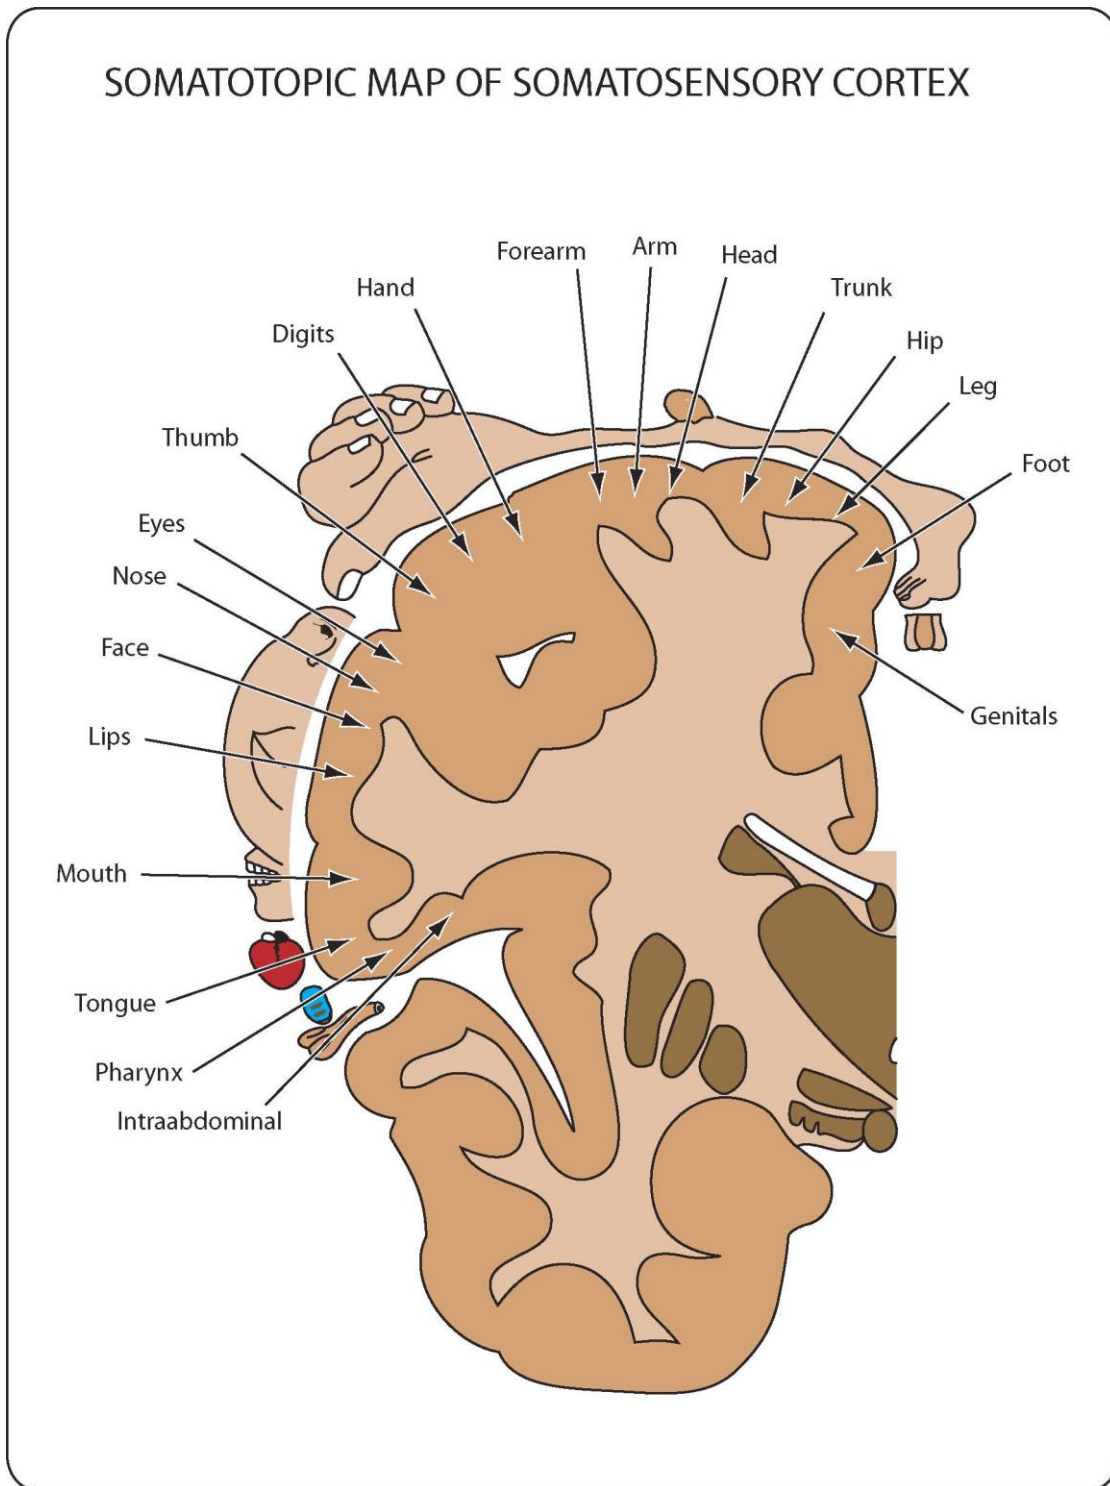 SOMATOTOPIC MAP OF SOMATOSENSORY CORTEX
Forearm
Arm
Head
Hand
Trunk
Digits
Hip
Leg
Thumb
Foot
Eyes
Nose
Face
Lips
Genitals
Mouth
Tongue
Pharynx
Intraabdominal